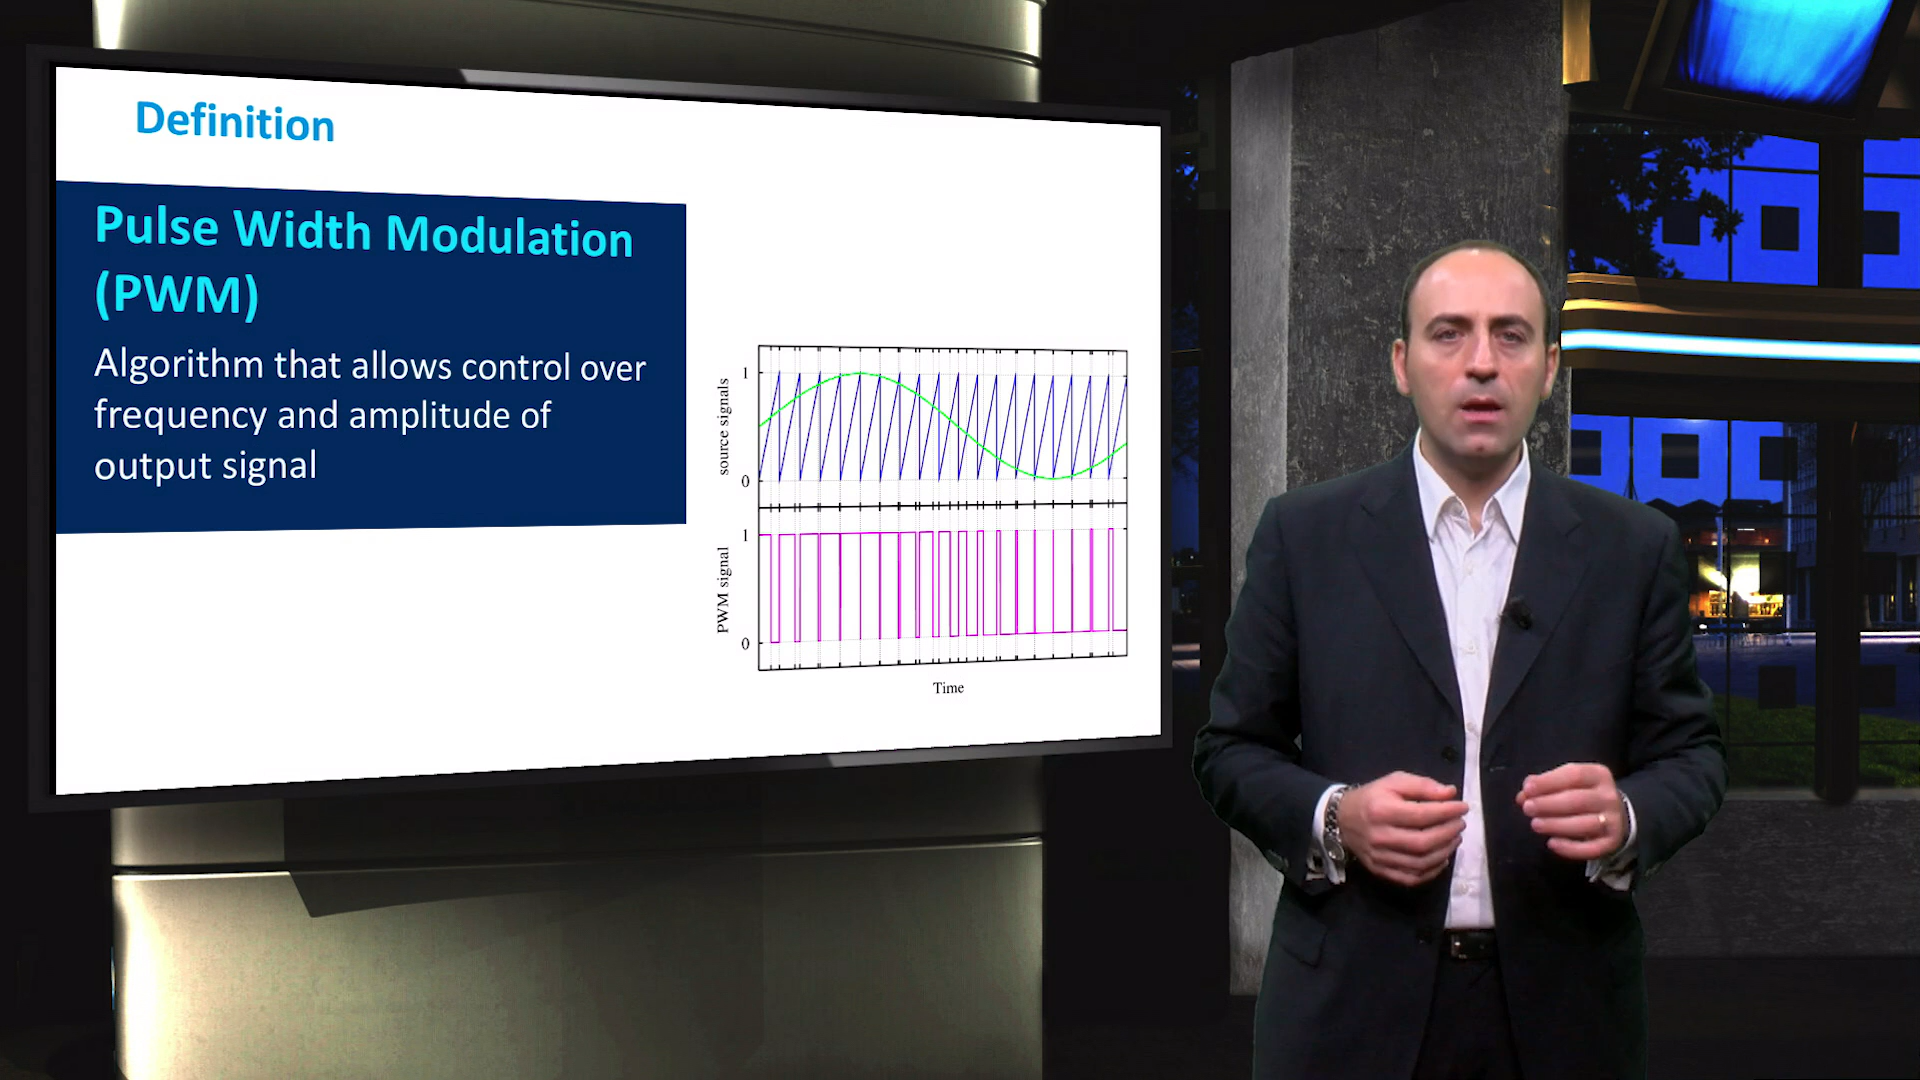 Definition
Pulse Width Modulation
(PWM)
Algorithm that allows control over
frequency and amplitude of
output signal
1
source signals
0
1
PWM signal
0
Time